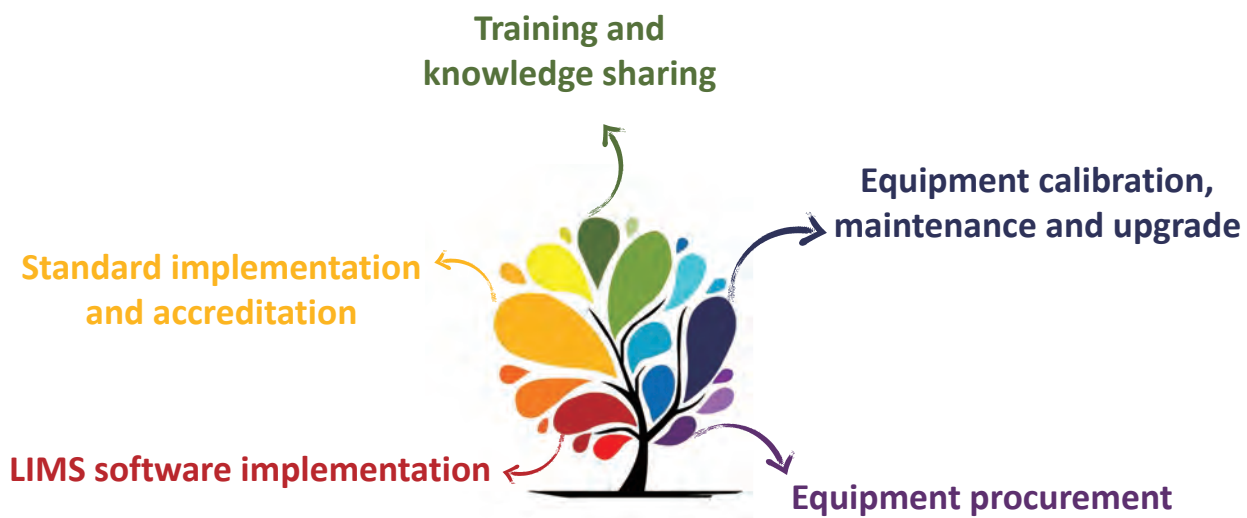 Training and
knowledge sharing
Equipment calibration,
maintenance and upgrade
Standard implementation
and accreditation
LIMS software implementation
Equipment procurement